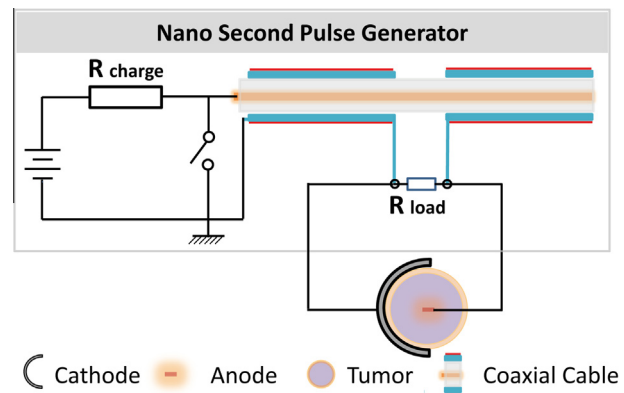 Nano Second Pulse Generator
R charge
R load
Cathode
Anode
Tumor
Coaxial Cable